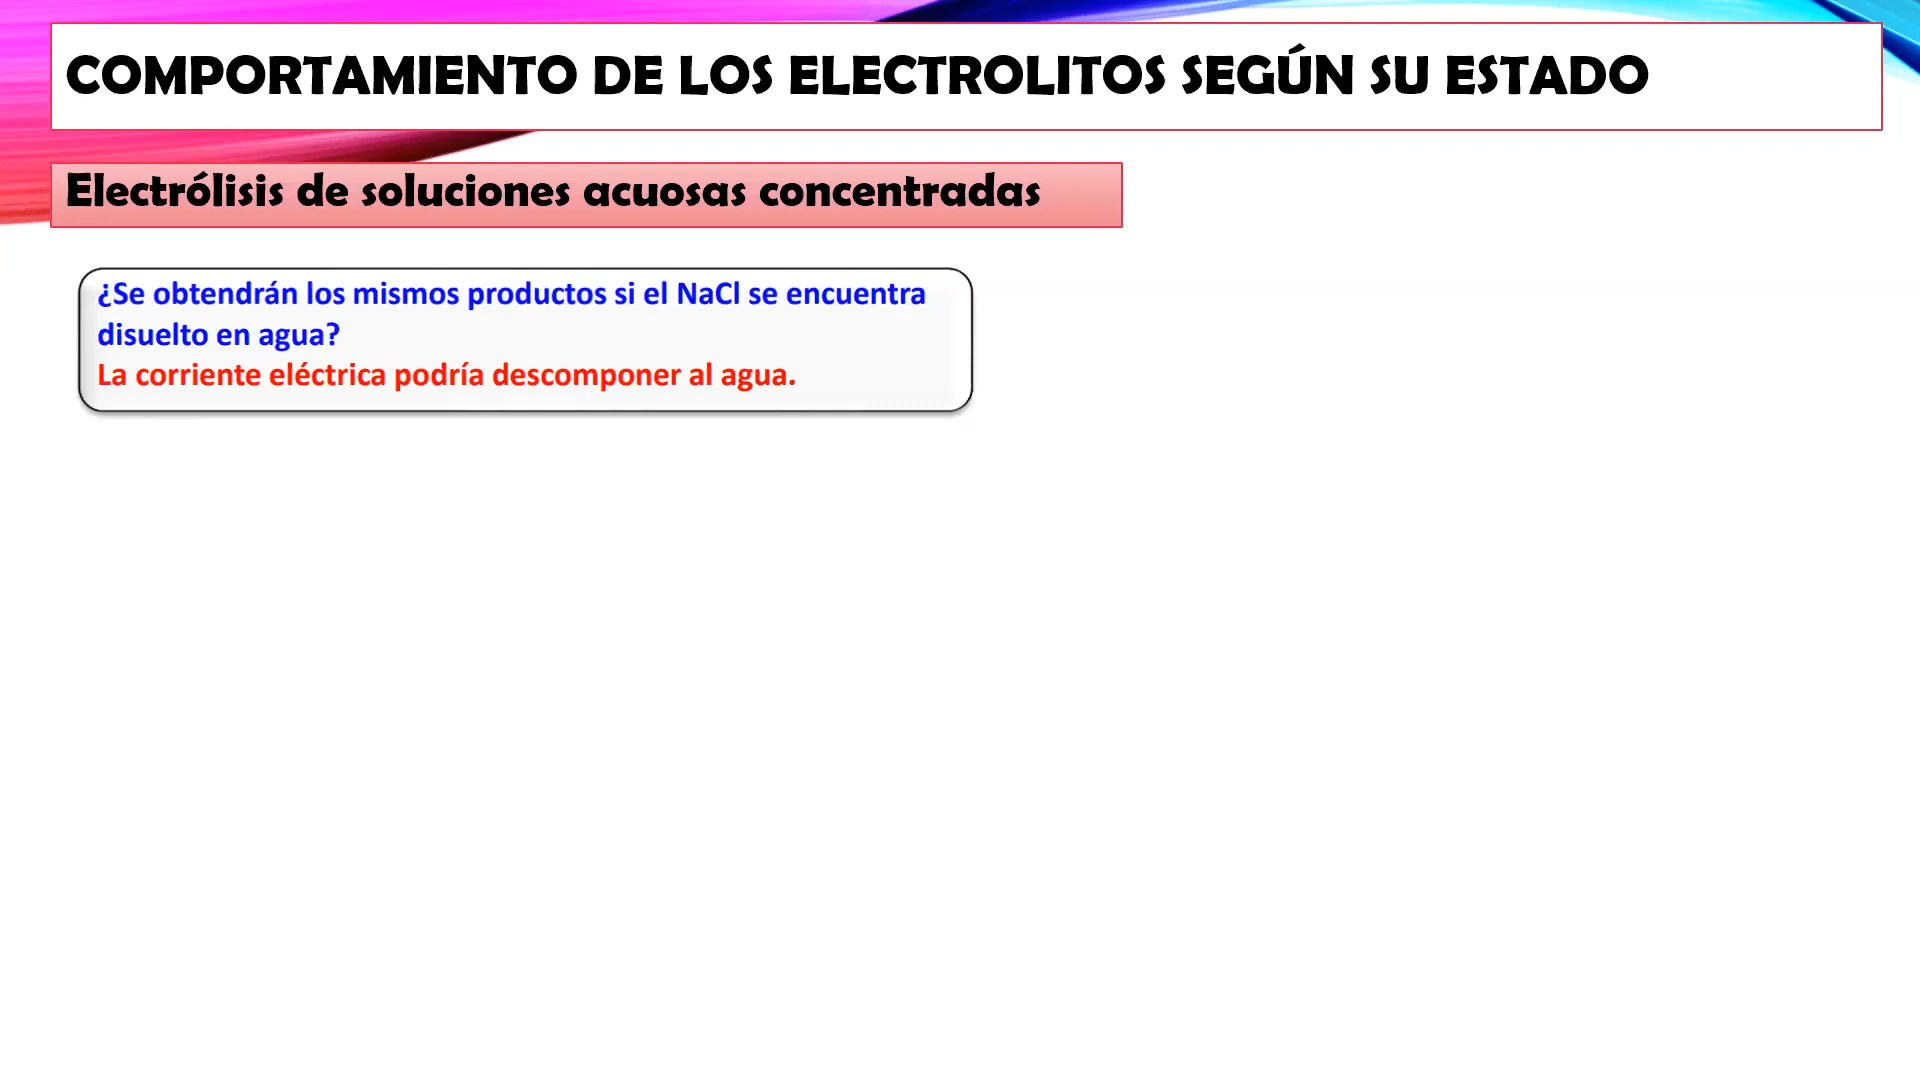 COMPORTAMIENTO DE LOS ELECTROLITOS SEGÚN SU ESTADO
Electrólisis de soluciones acuosas concentradas
¿Se obtendrán los mismos productos si el NaCl se encuentra
disuelto en agua?
La corriente eléctrica podría descomponer al agua.